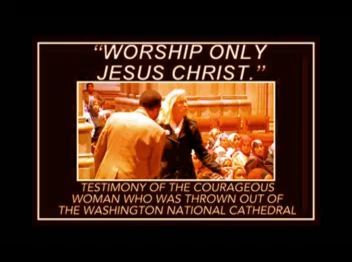 “WORSHIP ONLY
JESUS CHRIST.”
TESTIMONY OF THE COURAGEOUS
WOMAN WHO WAS THROWN OUT OF
THE WASHINGTON NATIONAL CATHEDRAL